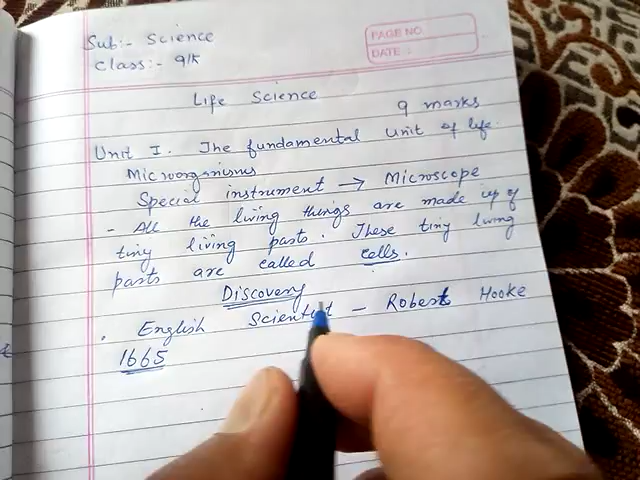 Sub:- Science
Class:- 9th
PAGE NO.
DATE :
Life Science
9 marks
Unit I. The fundamental unit of life.
Microorganisms
Special instrument → Microscope
- All the living things are made up of
tiny living parts. These tiny living
parts are called cells.
Discovery
. English Scientist - Robert Hooke
1665